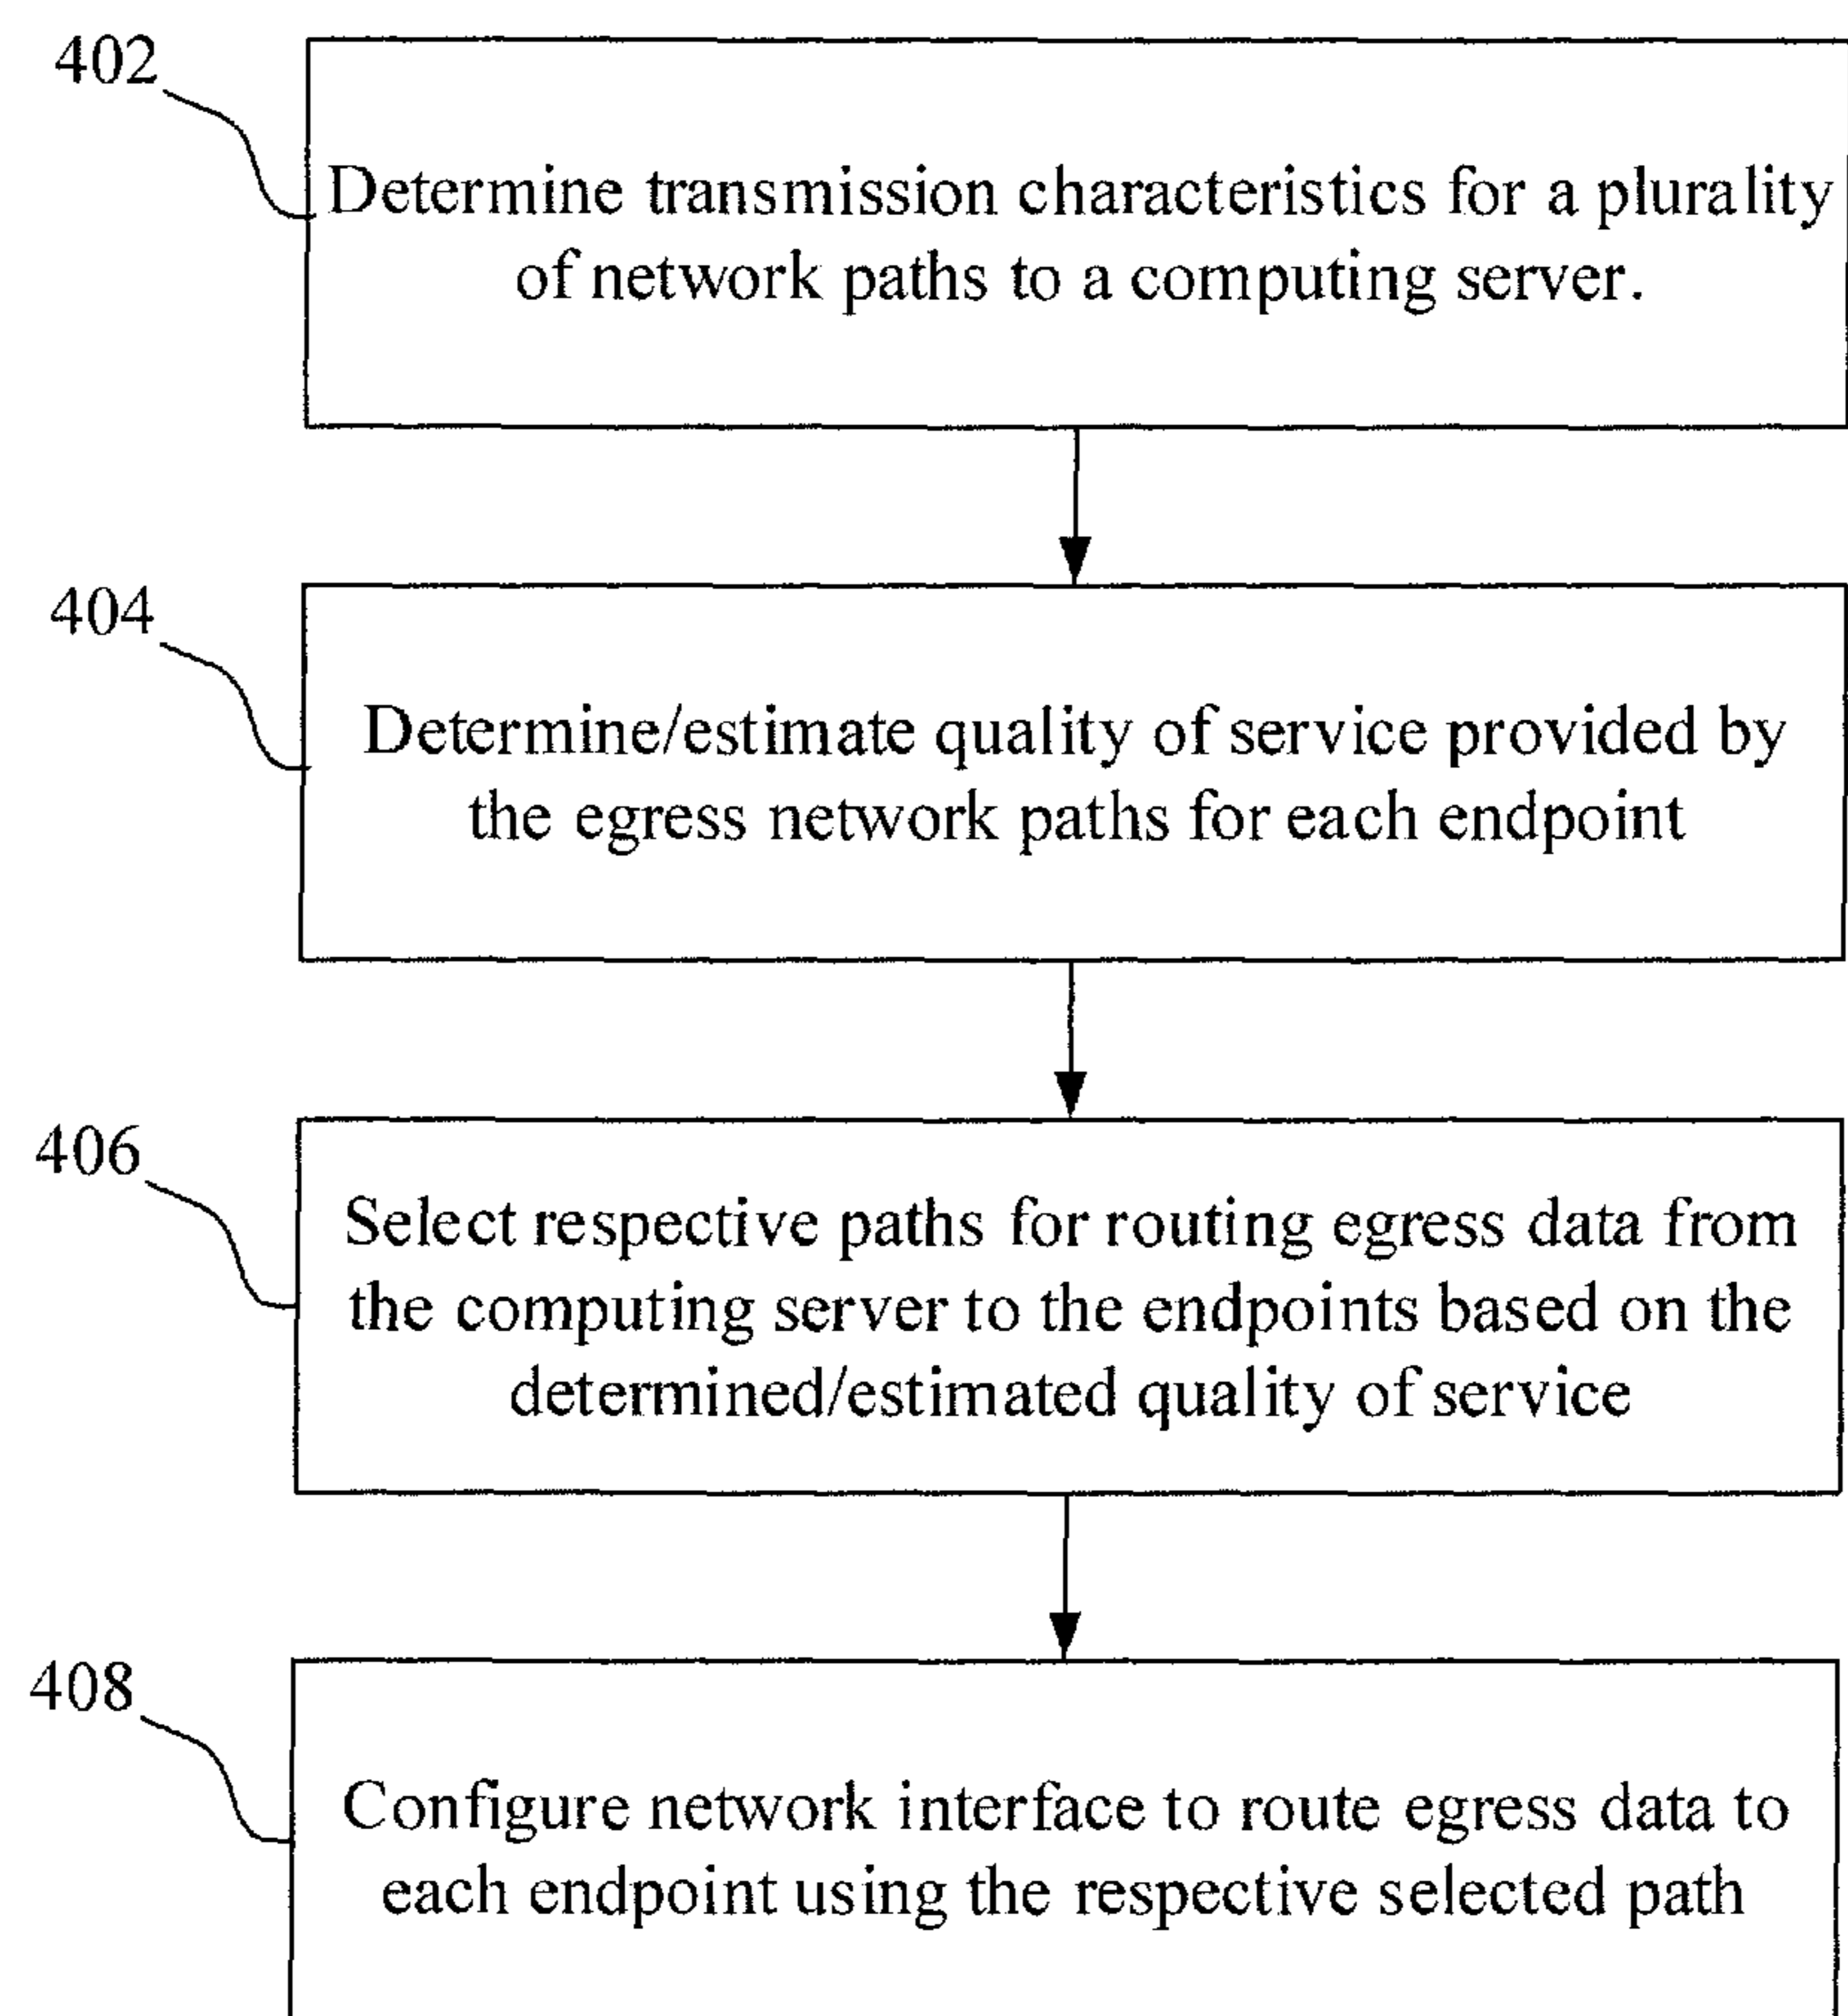 402
Determine transmission characteristics for a plurality
of network paths to a computing server.
404
Determine/estimate quality of service provided by
the egress network paths for each endpoint
406
Select respective paths for routing egress data from
the computing server to the endpoints based on the
determined/estimated quality of service
408
Configure network interface to route egress data to
each endpoint using the respective selected path